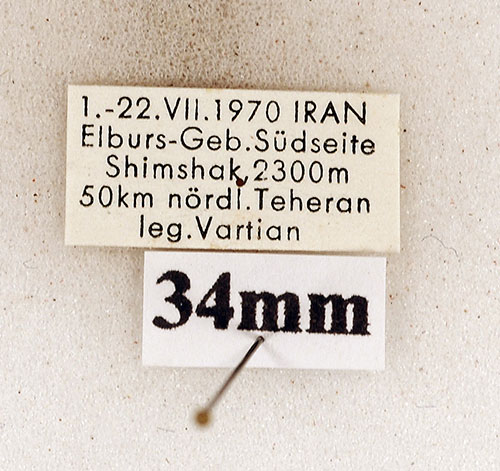 1.-22.VII.1970 IRAN
Elburs-Geb.Südseite
Shimshak,2300m
50km nördl.Teheran
leg.Vartian
34mm